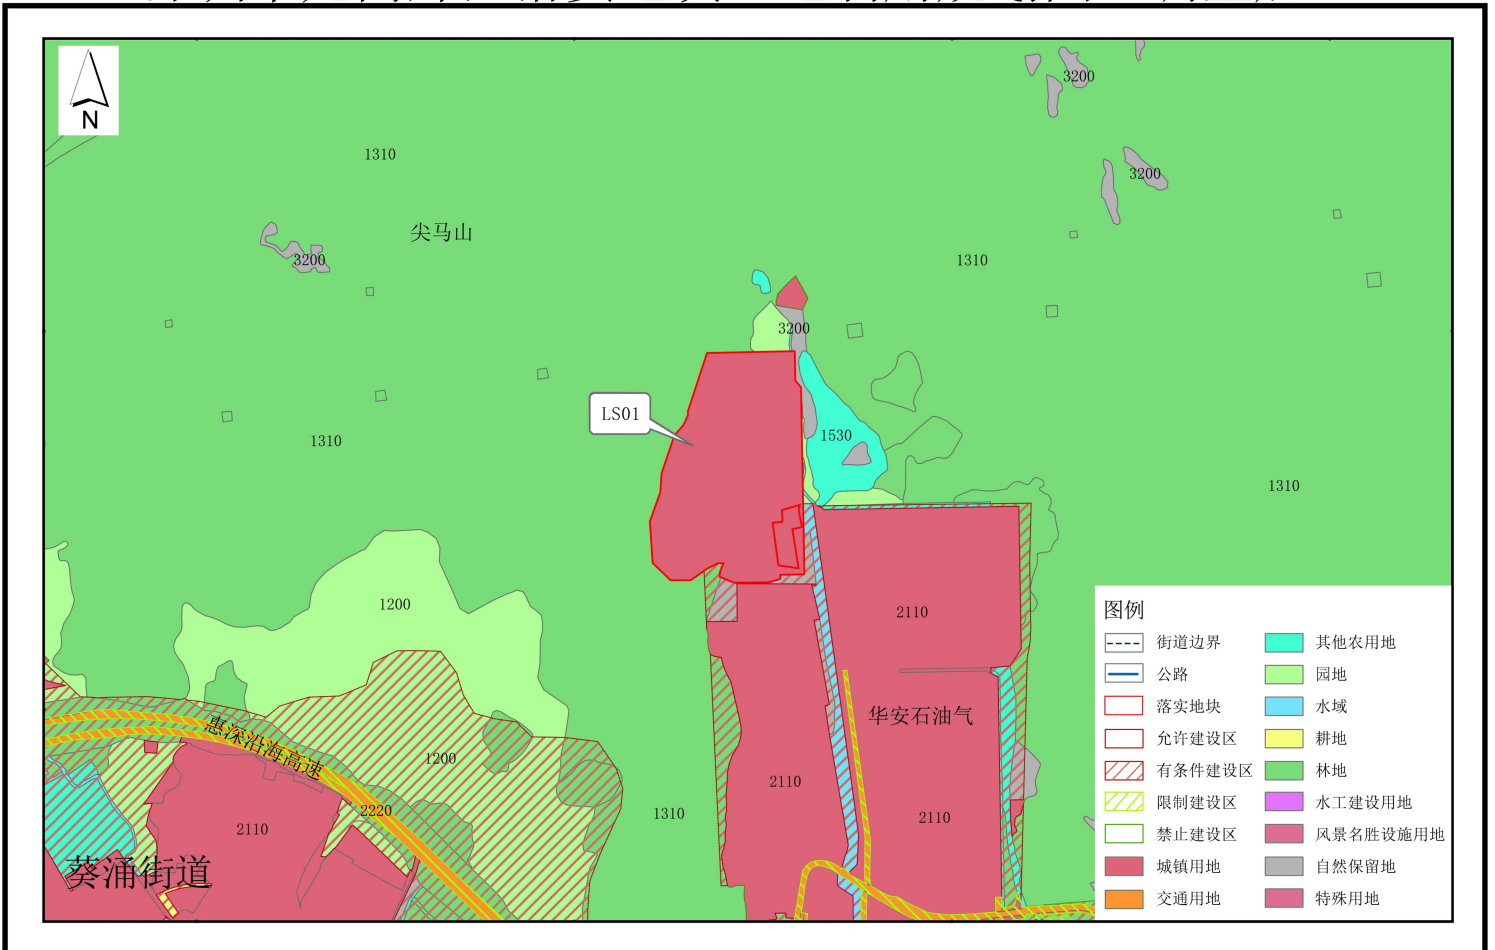 N
3200
1310
3200
尖马山
3200
1310
3200
LS01
1530
1310
1310
1200
2110
华安石油气
惠深沿海高速
1200
2110
2220
1310
2110
2110
葵涌街道
图例
街道边界
公路
落实地块
允许建设区
有条件建设区
限制建设区
禁止建设区
城镇用地
交通用地
其他农用地
园地
水域
耕地
林地
水工建设用地
风景名胜设施用地
自然保留地
特殊用地